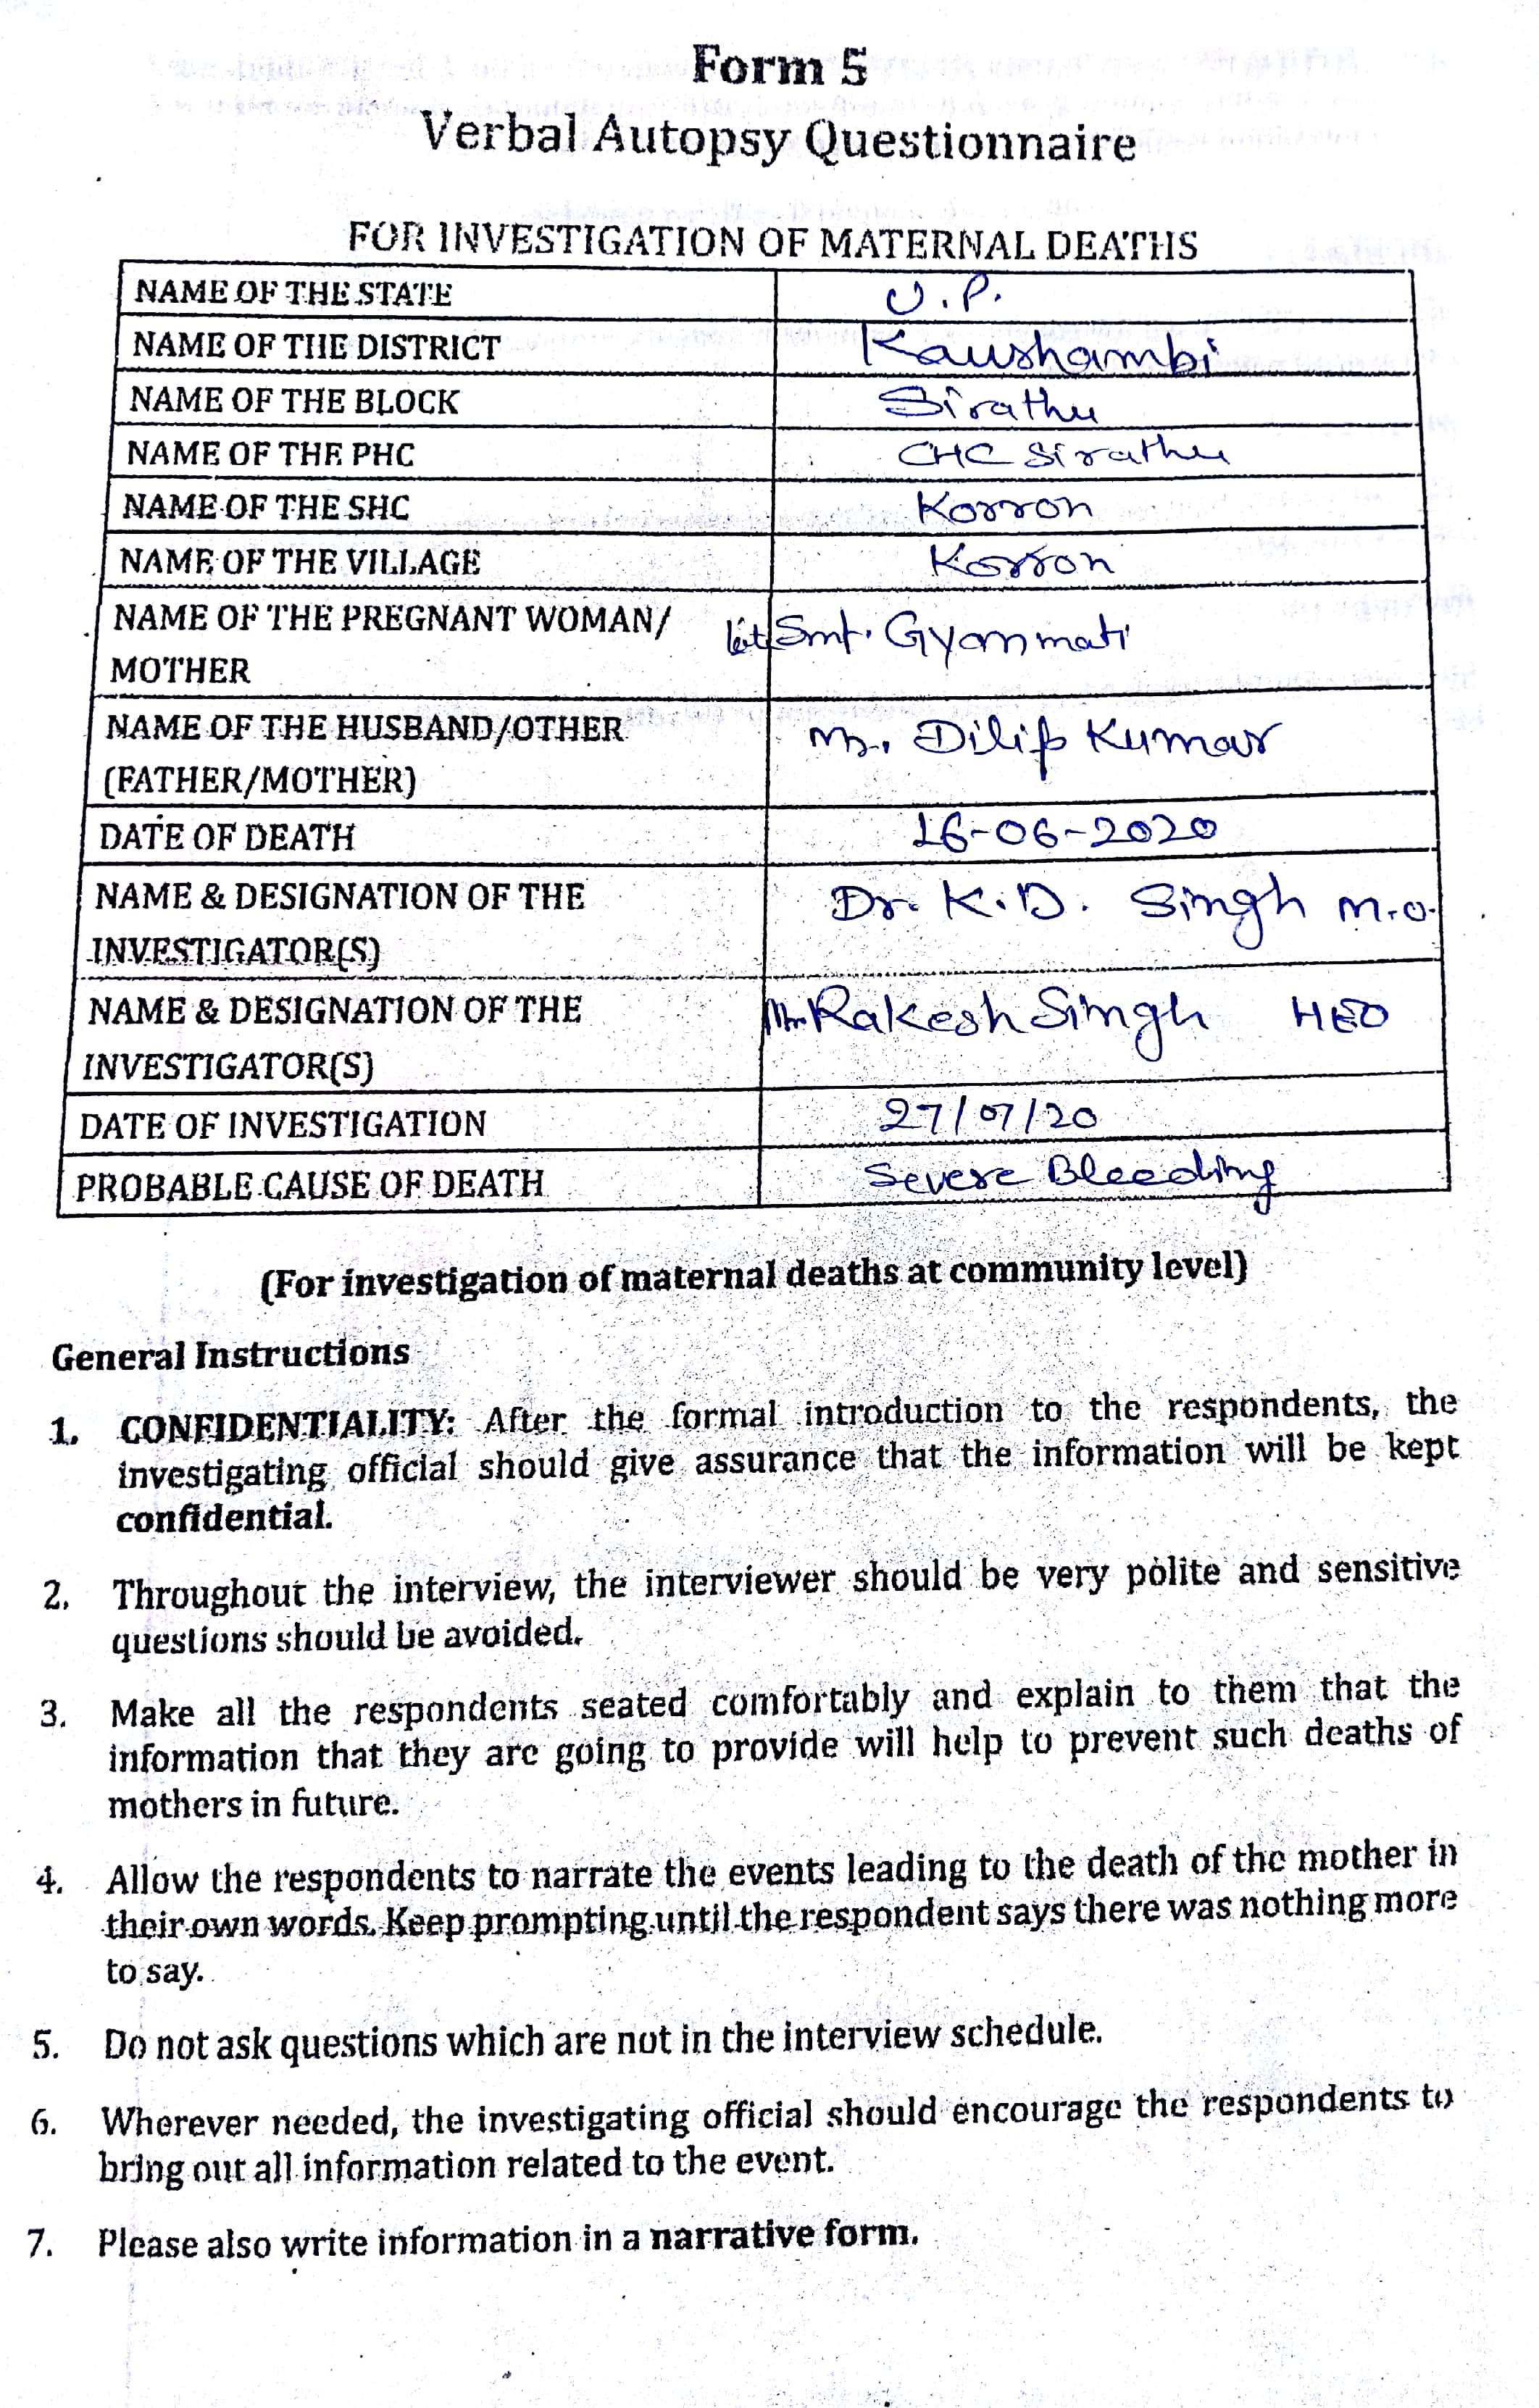 Form 5
Verbal Autopsy Questionnaire
FOR INVESTIGATION OF MATERNAL DEATHS
NAME OF THE STATE U.P.
NAME OF THE DISTRICT Kaushambi
NAME OF THE BLOCK Sirathu
NAME OF THE PHC CHC Sirathu
NAME OF THE SHC Korron
NAME OF THE VILLAGE Korron
NAME OF THE PREGNANT WOMAN/ Smt. Gyanmati
MOTHER
NAME OF THE HUSBAND/OTHER Dilip Kumar
(FATHER/MOTHER)
DATE OF DEATH 16-06-2020
NAME & DESIGNATION OF THE Dr. K.D. Singh M.O.
INVESTIGATOR(S)
NAME & DESIGNATION OF THE Mr Rakesh Singh HEO
INVESTIGATOR(S)
DATE OF INVESTIGATION 27/07/20
PROBABLE CAUSE OF DEATH Severe Bleeding
(For investigation of maternal deaths at community level)
General Instructions
1. CONFIDENTIALITY: After the formal introduction to the respondents, the
investigating official should give assurance that the information will be kept
confidential.
2. Throughout the interview, the interviewer should be very polite and sensitive
questions should be avoided.
3. Make all the respondents seated comfortably and explain to them that the
information that they are going to provide will help to prevent such deaths of
mothers in future.
4. Allow the respondents to narrate the events leading to the death of the mother in
their own words. Keep prompting until the respondent says there was nothing more
to say.
5. Do not ask questions which are not in the interview schedule.
6. Wherever needed, the investigating official should encourage the respondents to
bring out all information related to the event.
7. Please also write information in a narrative form.